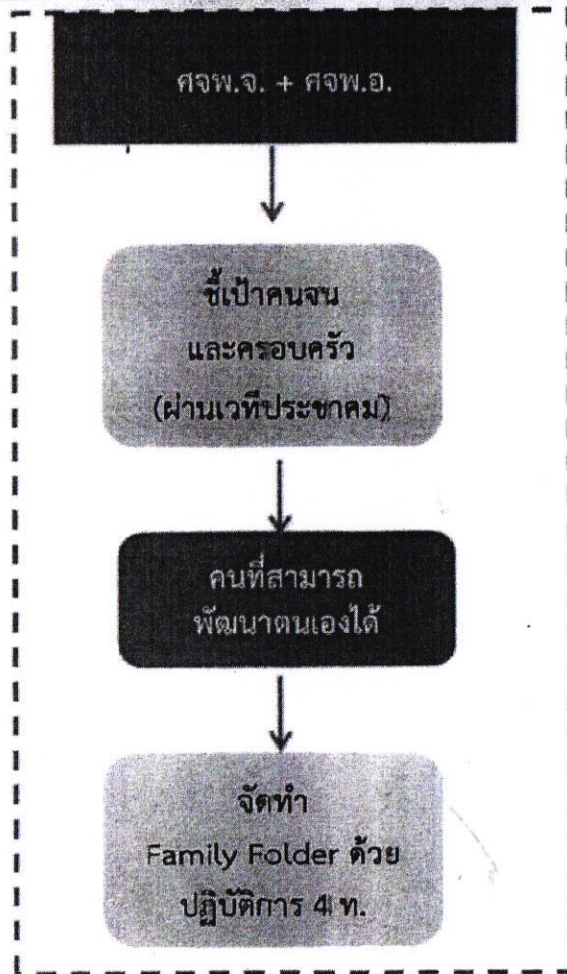 ศจพ.จ. + ศจพ.อ.
ชี้เป้าคนจน
และครอบครัว
(ผ่านเวทีประชาคม)
คนที่สามารถ
พัฒนาตนเองได้
จัดทำ
Family Folder ด้วย
ปฏิบัติการ 4 ท.